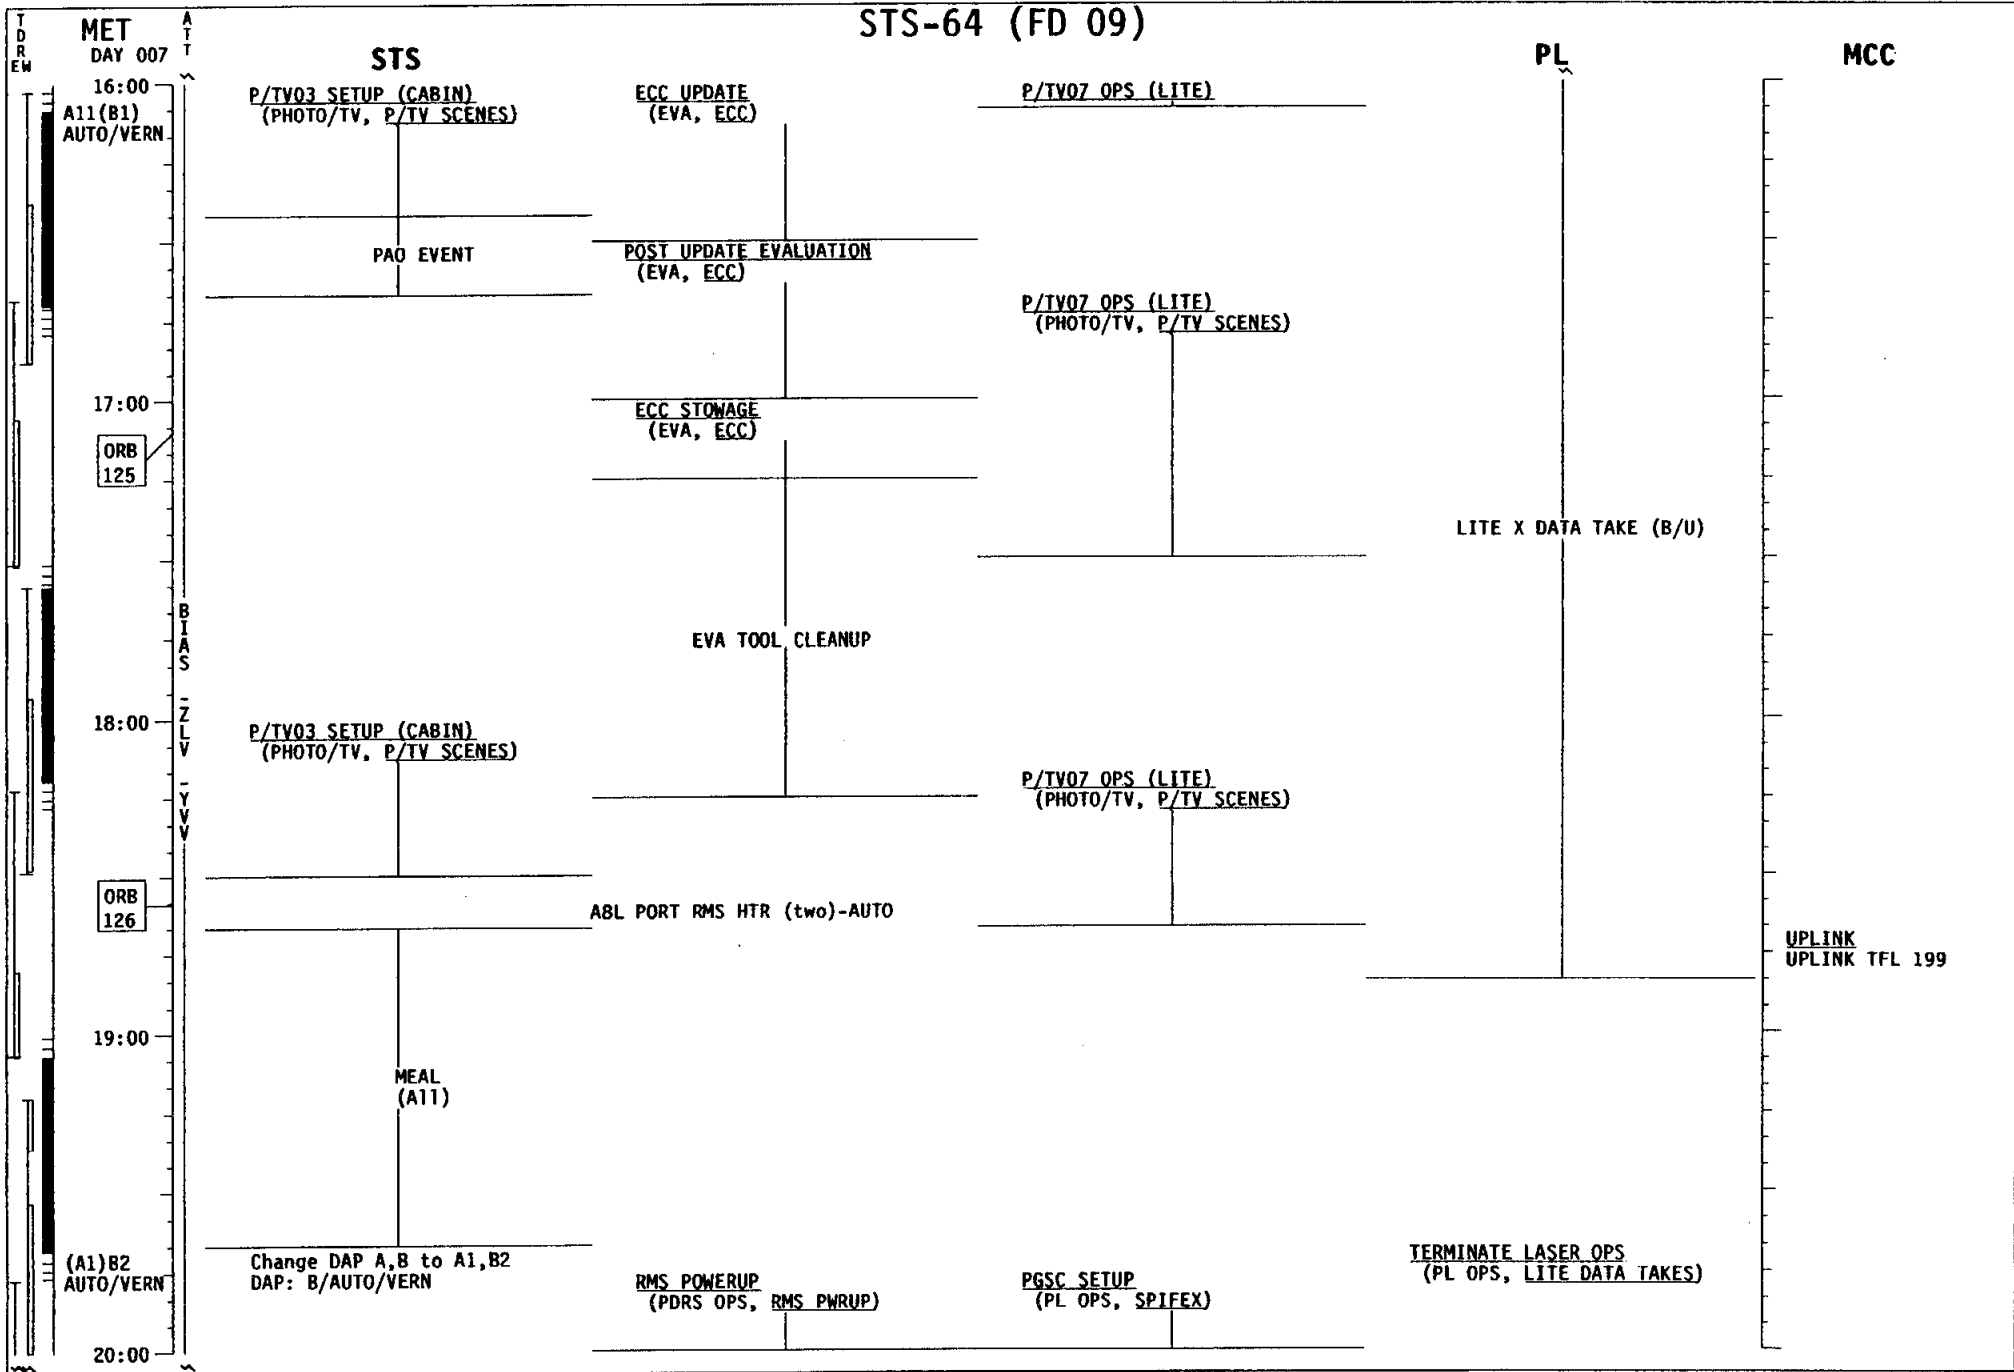 STS-64 (FD 09)
T
D
R
EW
MET
DAY 007
A
T
T
STS
PL
MCC
16:00
A11(B1)
AUTO/VERN
P/TV03 SETUP (CABIN)
(PHOTO/TV, P/TV SCENES)
ECC UPDATE
(EVA, ECC)
P/TV07 OPS (LITE)
PAO EVENT
POST UPDATE EVALUATION
(EVA, ECC)
P/TV07 OPS (LITE)
(PHOTO/TV, P/TV SCENES)
17:00
ECC STOWAGE
(EVA, ECC)
ORB
125
LITE X DATA TAKE (B/U)
B
I
A
S
-
Z
L
V
-
Y
V
V
EVA TOOL CLEANUP
18:00
P/TV03 SETUP (CABIN)
(PHOTO/TV, P/TV SCENES)
P/TV07 OPS (LITE)
(PHOTO/TV, P/TV SCENES)
ORB
126
A8L PORT RMS HTR (two)-AUTO
UPLINK
UPLINK TFL 199
19:00
MEAL
(All)
(A1)B2
AUTO/VERN
Change DAP A,B to A1,B2
DAP: B/AUTO/VERN
RMS POWERUP
(PDRS OPS, RMS PWRUP)
PGSC SETUP
(PL OPS, SPIFEX)
TERMINATE LASER OPS
(PL OPS, LITE DATA TAKES)
20:00